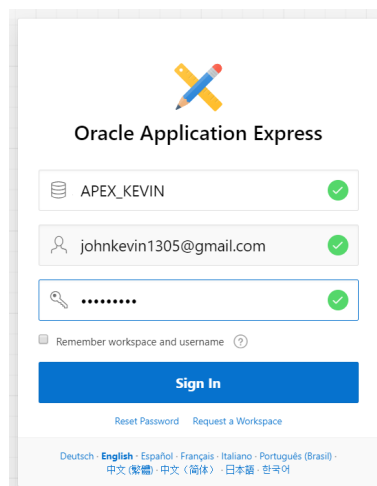 Oracle Application Express
APEX_KEVIN
johnkevin1305@gmail.com
•••••••••
Remember workspace and username ?
Sign In
Reset Password Request a Workspace
Deutsch · English · Español · Français · Italiano · Português (Brasil) ·
中文 (繁體) · 中文（简体） · 日本語 · 한국어